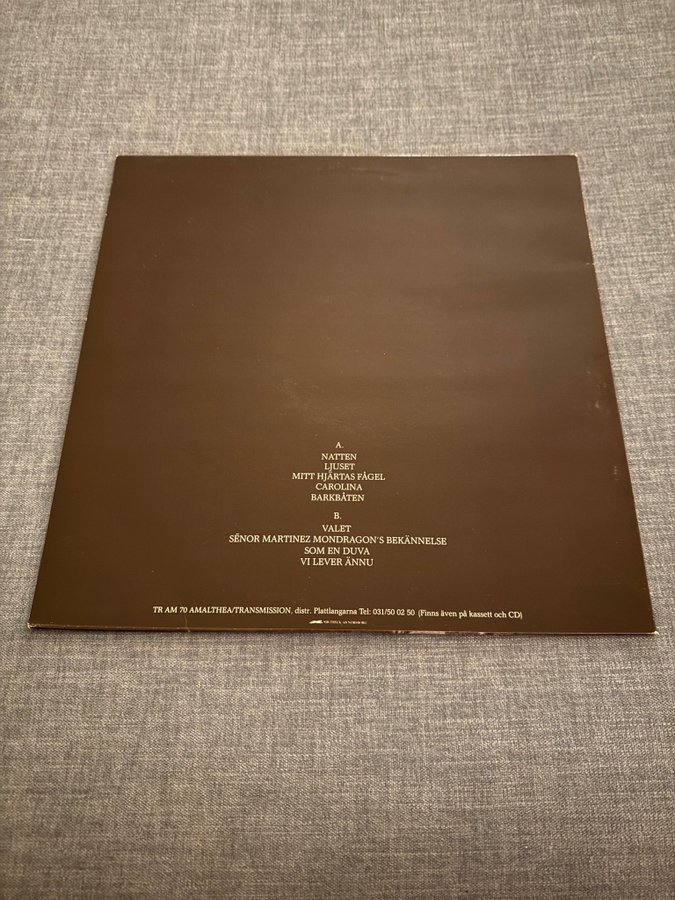 A.
NATTEN
LJUSET
MITT HJÄRTAS FÅGEL
CAROLINA
BARKBÅTEN
B.
VALET
SĒNOR MARTINEZ MONDRAGON'S BEKÄNNELSE
SOM EN DUVA
VI LEVER ÄNNU
TR AM 70 AMALTHEA/TRANSMISSION, distr. Plattlangarna Tel: 031/50 02 50 (Finns även på kassett och CD)